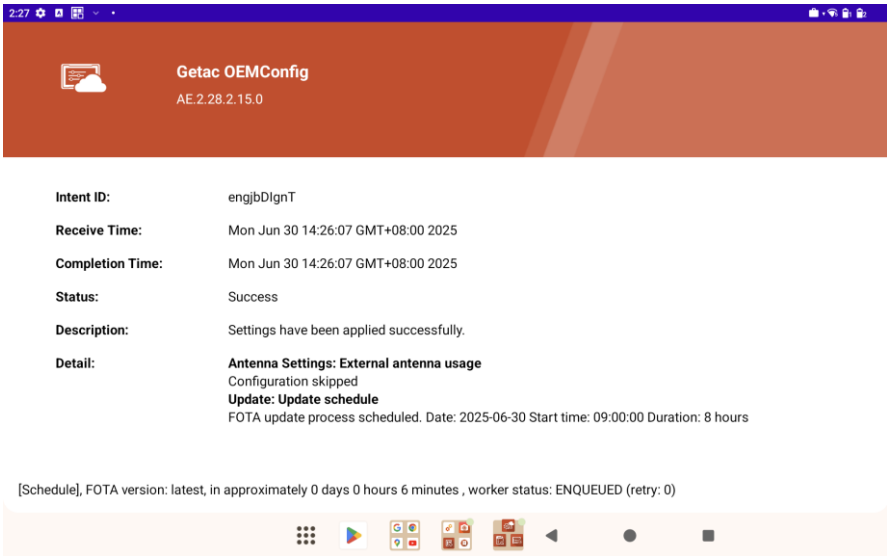 2:27
Getac OEMConfig
AE.2.28.2.15.0
Intent ID: engjbDIgnT
Receive Time: Mon Jun 30 14:26:07 GMT+08:00 2025
Completion Time: Mon Jun 30 14:26:07 GMT+08:00 2025
Status: Success
Description: Settings have been applied successfully.
Detail: Antenna Settings: External antenna usage
Configuration skipped
Update: Update schedule
FOTA update process scheduled. Date: 2025-06-30 Start time: 09:00:00 Duration: 8 hours
[Schedule], FOTA version: latest, in approximately 0 days 0 hours 6 minutes , worker status: ENQUEUED (retry: 0)